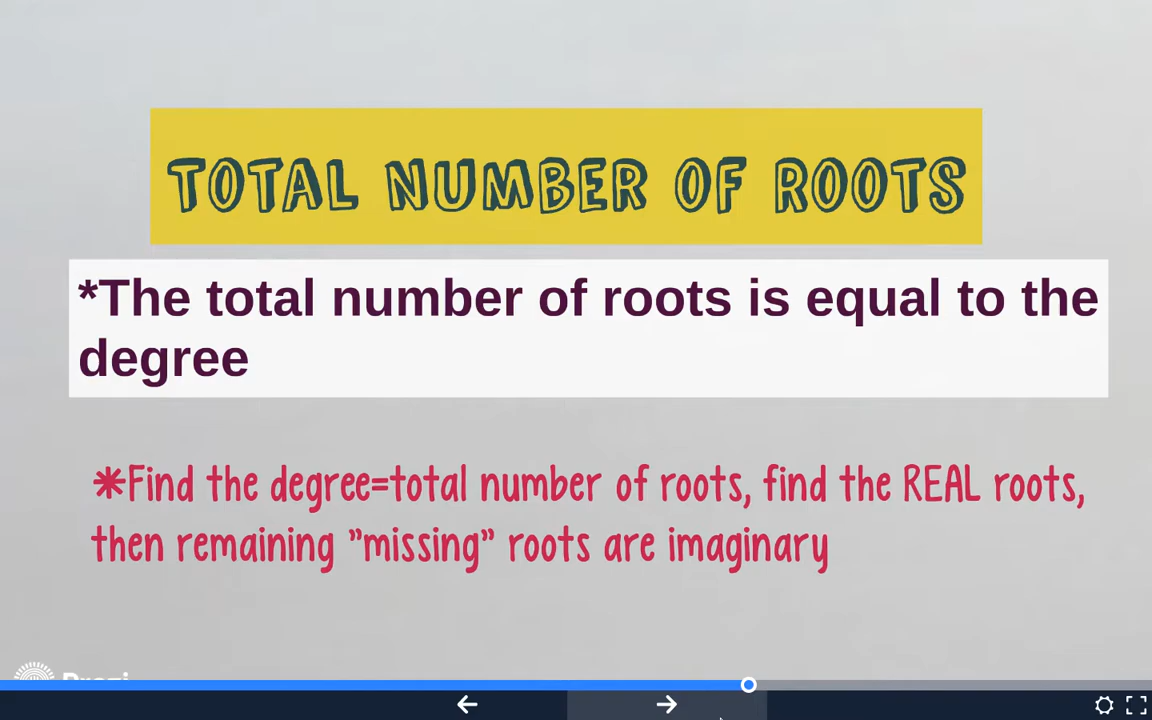 TOTAL NUMBER OF ROOTS
*The total number of roots is equal to the
degree
*Find the degree=total number of roots, find the REAL roots,
then remaining "missing" roots are imaginary
Prezi